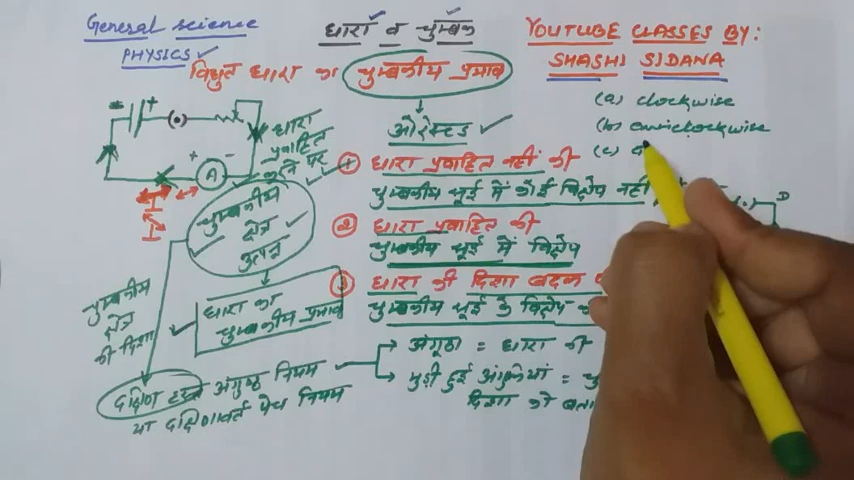 General science
PHYSICS
धारा व चुम्बक
YOUTUBE CLASSES BY:
SHASHI SIDANA
विद्युत धारा का चुम्बकीय प्रभाव
ओरेस्टेड
(a) clockwise
(b) anticlockwise
(c)
- +
(.)
धारा
प्रवाहित
करने पर
A
+ -
I
I
चुम्बकीय
क्षेत्र
उत्पन्न
धारा का
चुम्बकीय प्रभाव
चुम्बकीय
क्षेत्र
की दिशा
दक्षिण हस्त अंगुष्ठ नियम
या दक्षिणावर्त पेच नियम
1 धारा प्रवाहित नहीं की
चुम्बकीय सूई में कोई विक्षेप नहीं
2 धारा प्रवाहित की
चुम्बकीय सूई में विक्षेप
3 धारा की दिशा बदल
चुम्बकीय सूई के विक्षेप
अंगूठा = धारा की
मुड़ी हुई अंगुलियां =
दिशा को
D